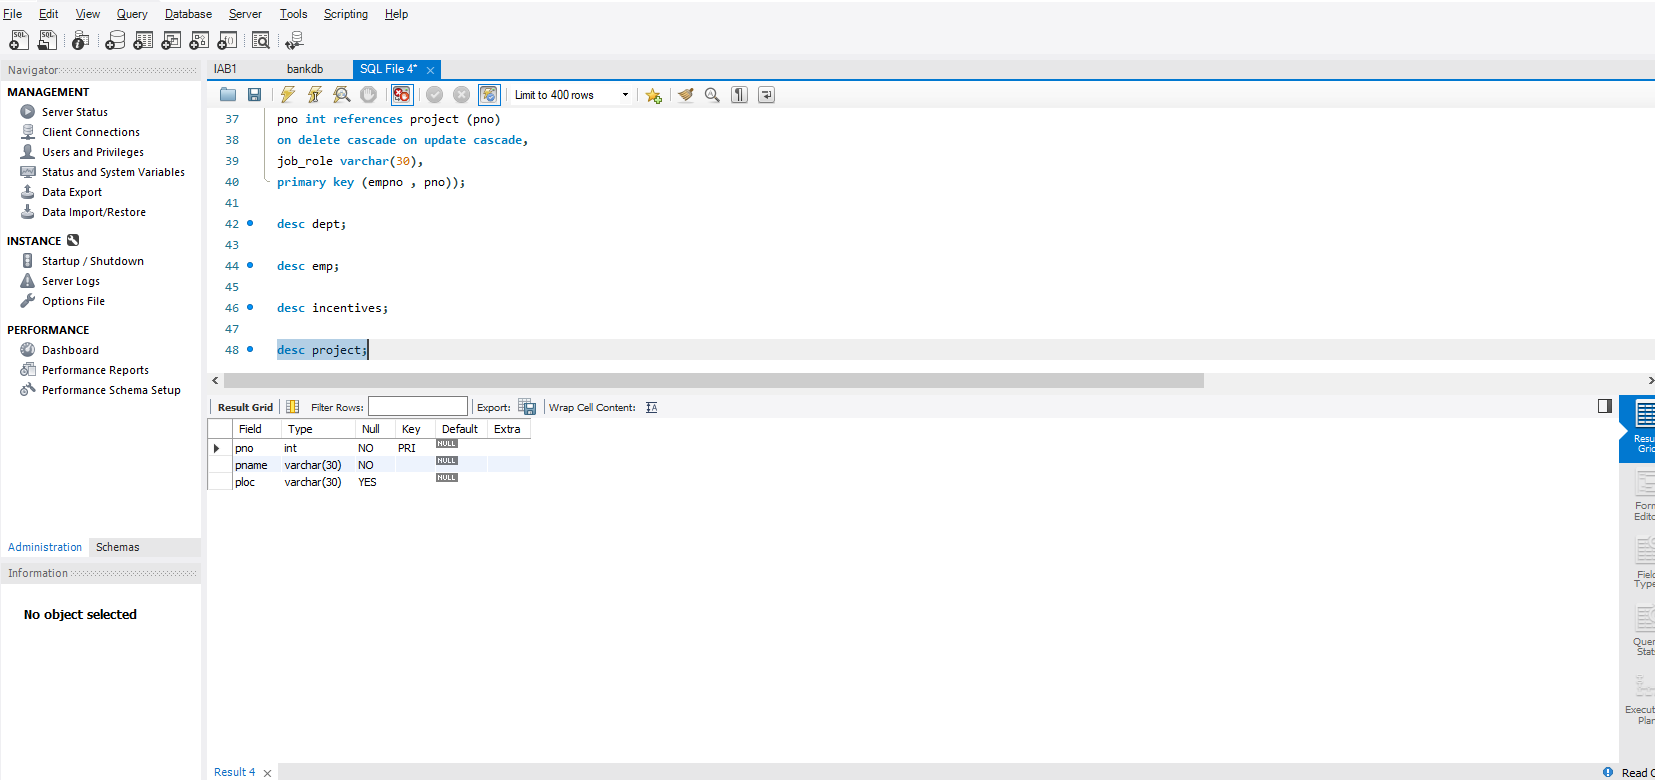 File Edit View Query Database Server Tools Scripting Help
SQL SQL
Navigator
MANAGEMENT
Server Status
Client Connections
Users and Privileges
Status and System Variables
Data Export
Data Import/Restore
INSTANCE
Startup / Shutdown
Server Logs
Options File
PERFORMANCE
Dashboard
Performance Reports
Performance Schema Setup
Administration Schemas
Information
No object selected
IAB1 bankdb SQL File 4*
Limit to 400 rows
37 pno int references project (pno)
38 on delete cascade on update cascade,
39 job_role varchar(30),
40 primary key (empno , pno));
41
42 desc dept;
43
44 desc emp;
45
46 desc incentives;
47
48 desc project;
Result Grid Filter Rows: Export: Wrap Cell Content:
Field Type Null Key Default Extra
pno int NO PRI NULL
pname varchar(30) NO NULL
ploc varchar(30) YES NULL
Resu
Grid
Form
Edito
Field
Type
Quer
Stat
Execut
Plan
Result 4
Read O